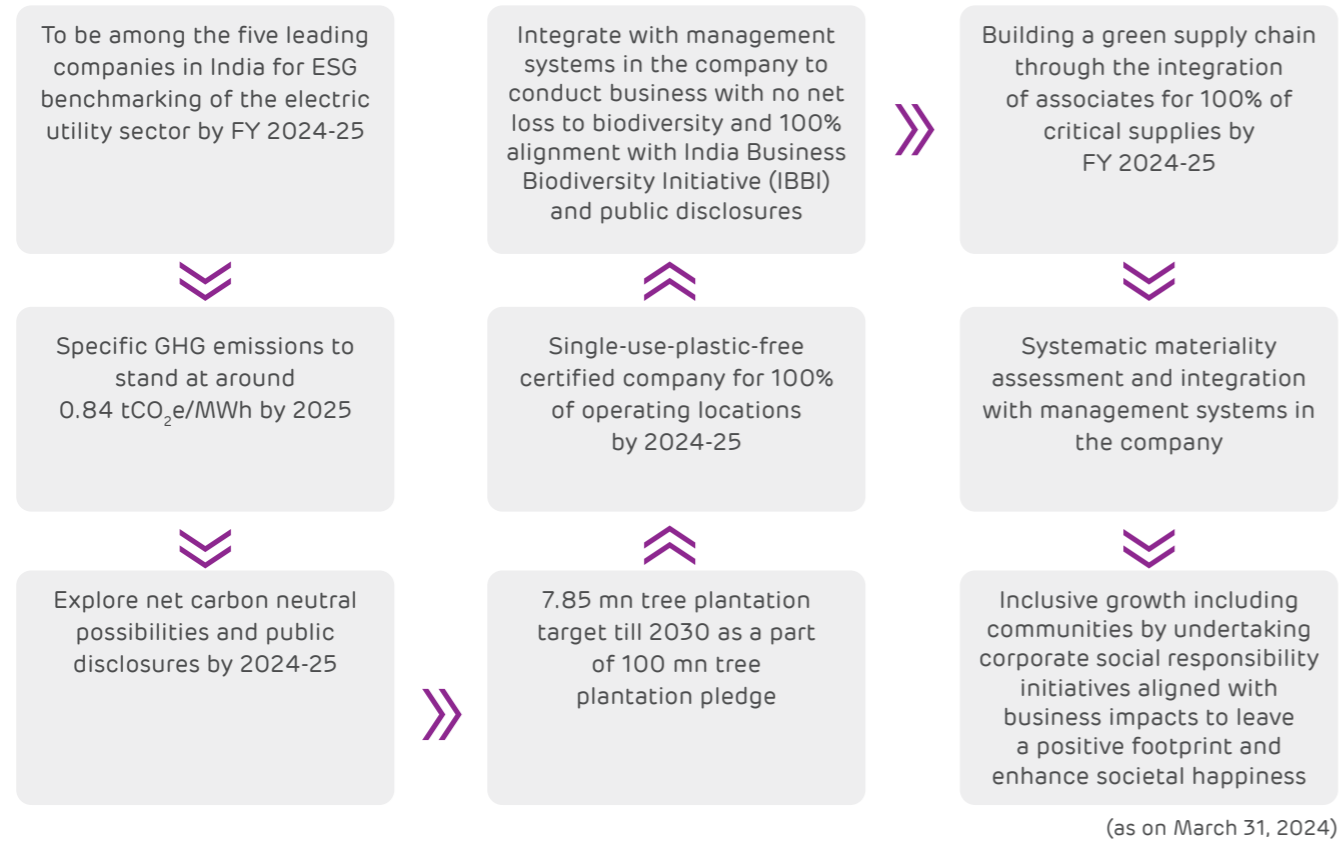 To be among the five leading
companies in India for ESG
benchmarking of the electric
utility sector by FY 2024-25
Specific GHG emissions to
stand at around
0.84 tCO₂e/MWh by 2025
Explore net carbon neutral
possibilities and public
disclosures by 2024-25
7.85 mn tree plantation
target till 2030 as a part
of 100 mn tree
plantation pledge
Single-use-plastic-free
certified company for 100%
of operating locations
by 2024-25
Integrate with management
systems in the company to
conduct business with no net
loss to biodiversity and 100%
alignment with India Business
Biodiversity Initiative (IBBI)
and public disclosures
Building a green supply chain
through the integration
of associates for 100% of
critical supplies by
FY 2024-25
Systematic materiality
assessment and integration
with management systems in
the company
Inclusive growth including
communities by undertaking
corporate social responsibility
initiatives aligned with
business impacts to leave
a positive footprint and
enhance societal happiness
(as on March 31, 2024)